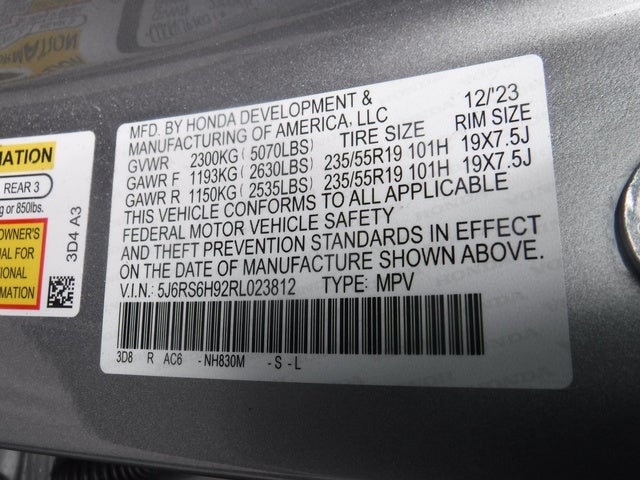 MFD. BY HONDA DEVELOPMENT & 12/'23
MANUFACTURING OF AMERICA, LLC
TIRE SIZE RIM SIZE
GVWR 2300KG ( 5070LBS)
GAWR F 1193KG ( 2630LBS) 235/55R19 101H 19X7.5J
GAWR R 1150KG ( 2535LBS) 235/55R19 101H 19X7.5J
THIS VEHICLE CONFORMS TO ALL APPLICABLE
FEDERAL MOTOR VEHICLE SAFETY
AND THEFT PREVENTION STANDARDS IN EFFECT
ON THE DATE OF MANUFACTURE SHOWN ABOVE.
V.I.N.: 5J6RS6H92RL023812 TYPE: MPV
3D8 R AC6 -NH830M -S-L
MATION
REAR 3
g or 850lbs.
OWNER'S
AL FOR
TIONAL
RMATION
3D4 A3